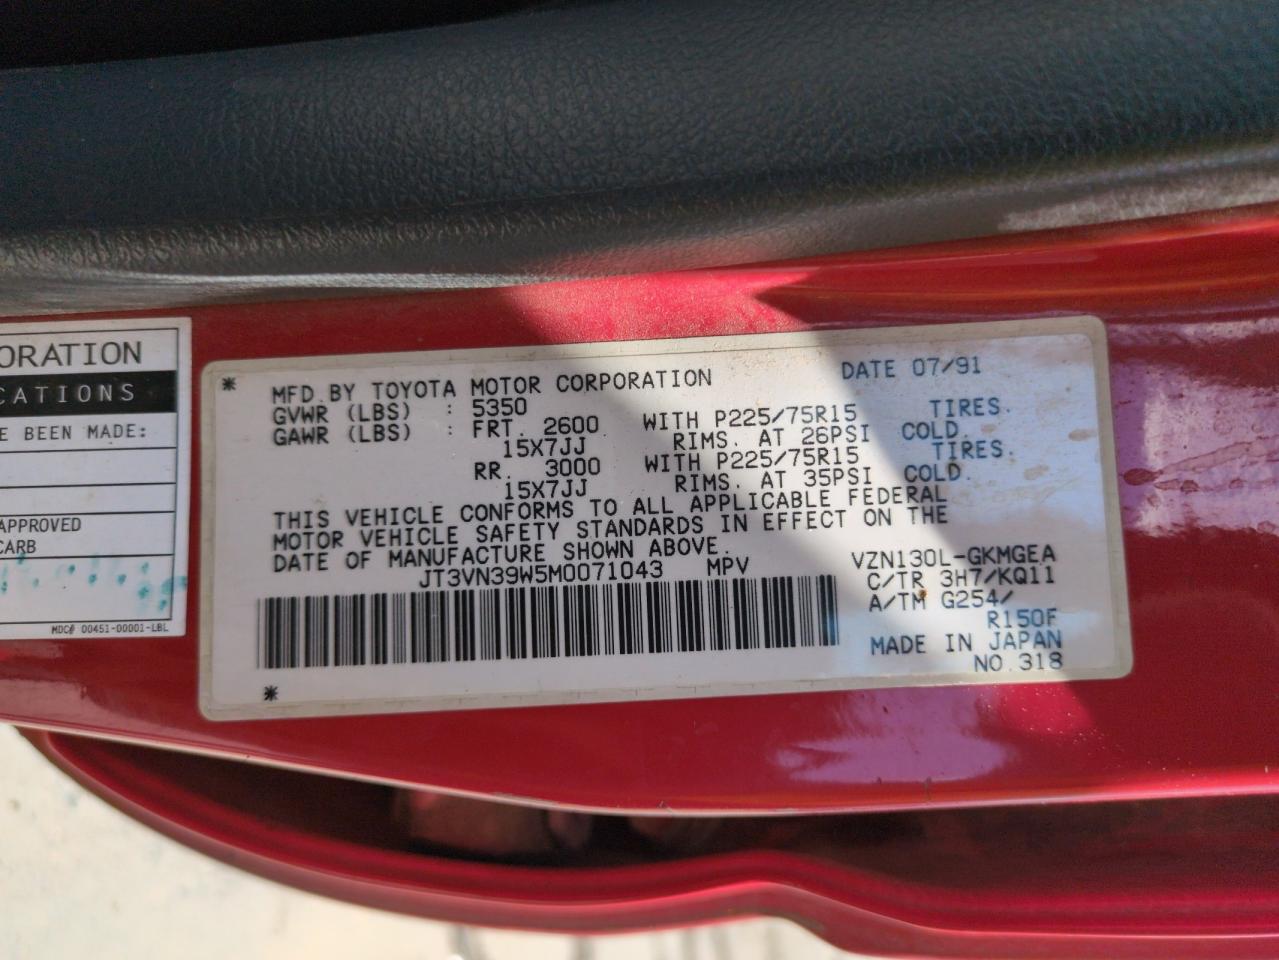 ORATION
CATIONS
E BEEN MADE:
APPROVED
CARB
MDC# 00451-00001-LBL
* MFD.BY TOYOTA MOTOR CORPORATION DATE 07/91
GVWR (LBS) : 5350
GAWR (LBS) : FRT. 2600 WITH P225/75R15 TIRES.
15X7JJ RIMS. AT 26PSI COLD.
RR. 3000 WITH P225/75R15 TIRES.
15X7JJ RIMS. AT 35PSI COLD.
THIS VEHICLE CONFORMS TO ALL APPLICABLE FEDERAL
MOTOR VEHICLE SAFETY STANDARDS IN EFFECT ON THE
DATE OF MANUFACTURE SHOWN ABOVE.
JT3VN39W5M0071043 MPV
VZN130L-GKMGEA
C/TR 3H7/KQ11
A/TM G254/
R150F
MADE IN JAPAN
NO.318
*